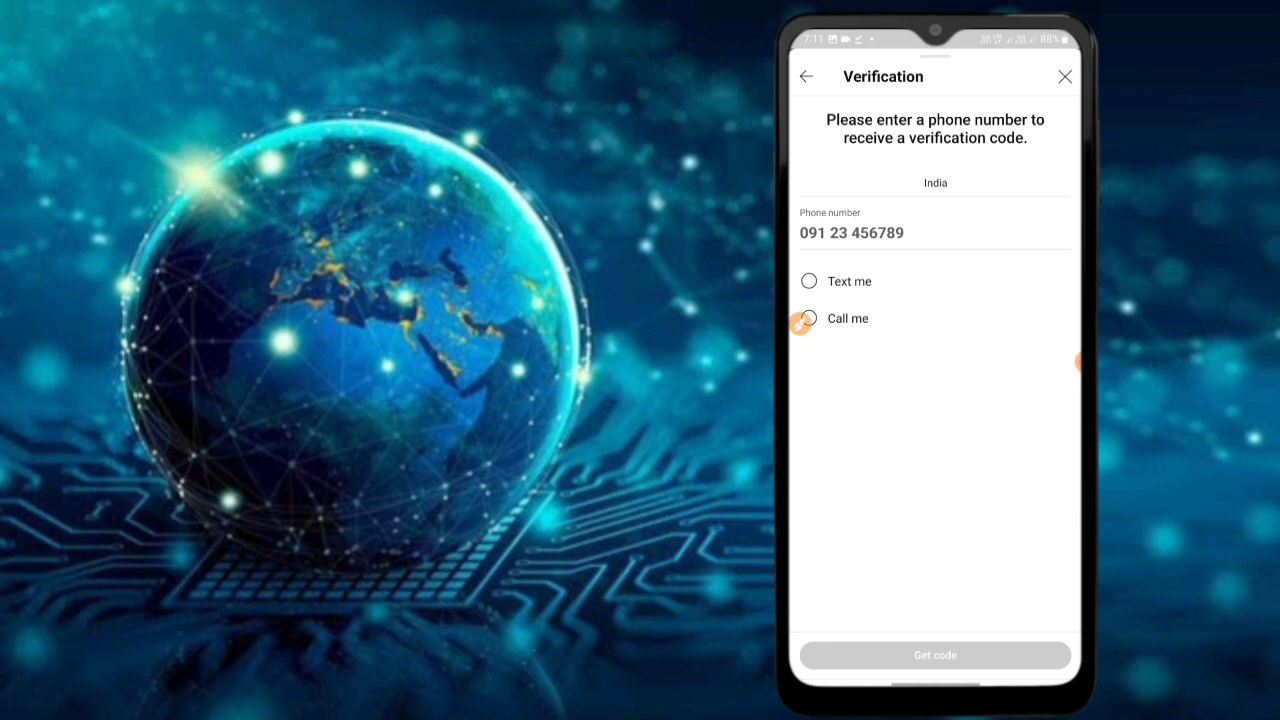 7:11 88%
Verification
Please enter a phone number to
receive a verification code.
India
Phone number
091 23 456789
Text me
Call me
Get code